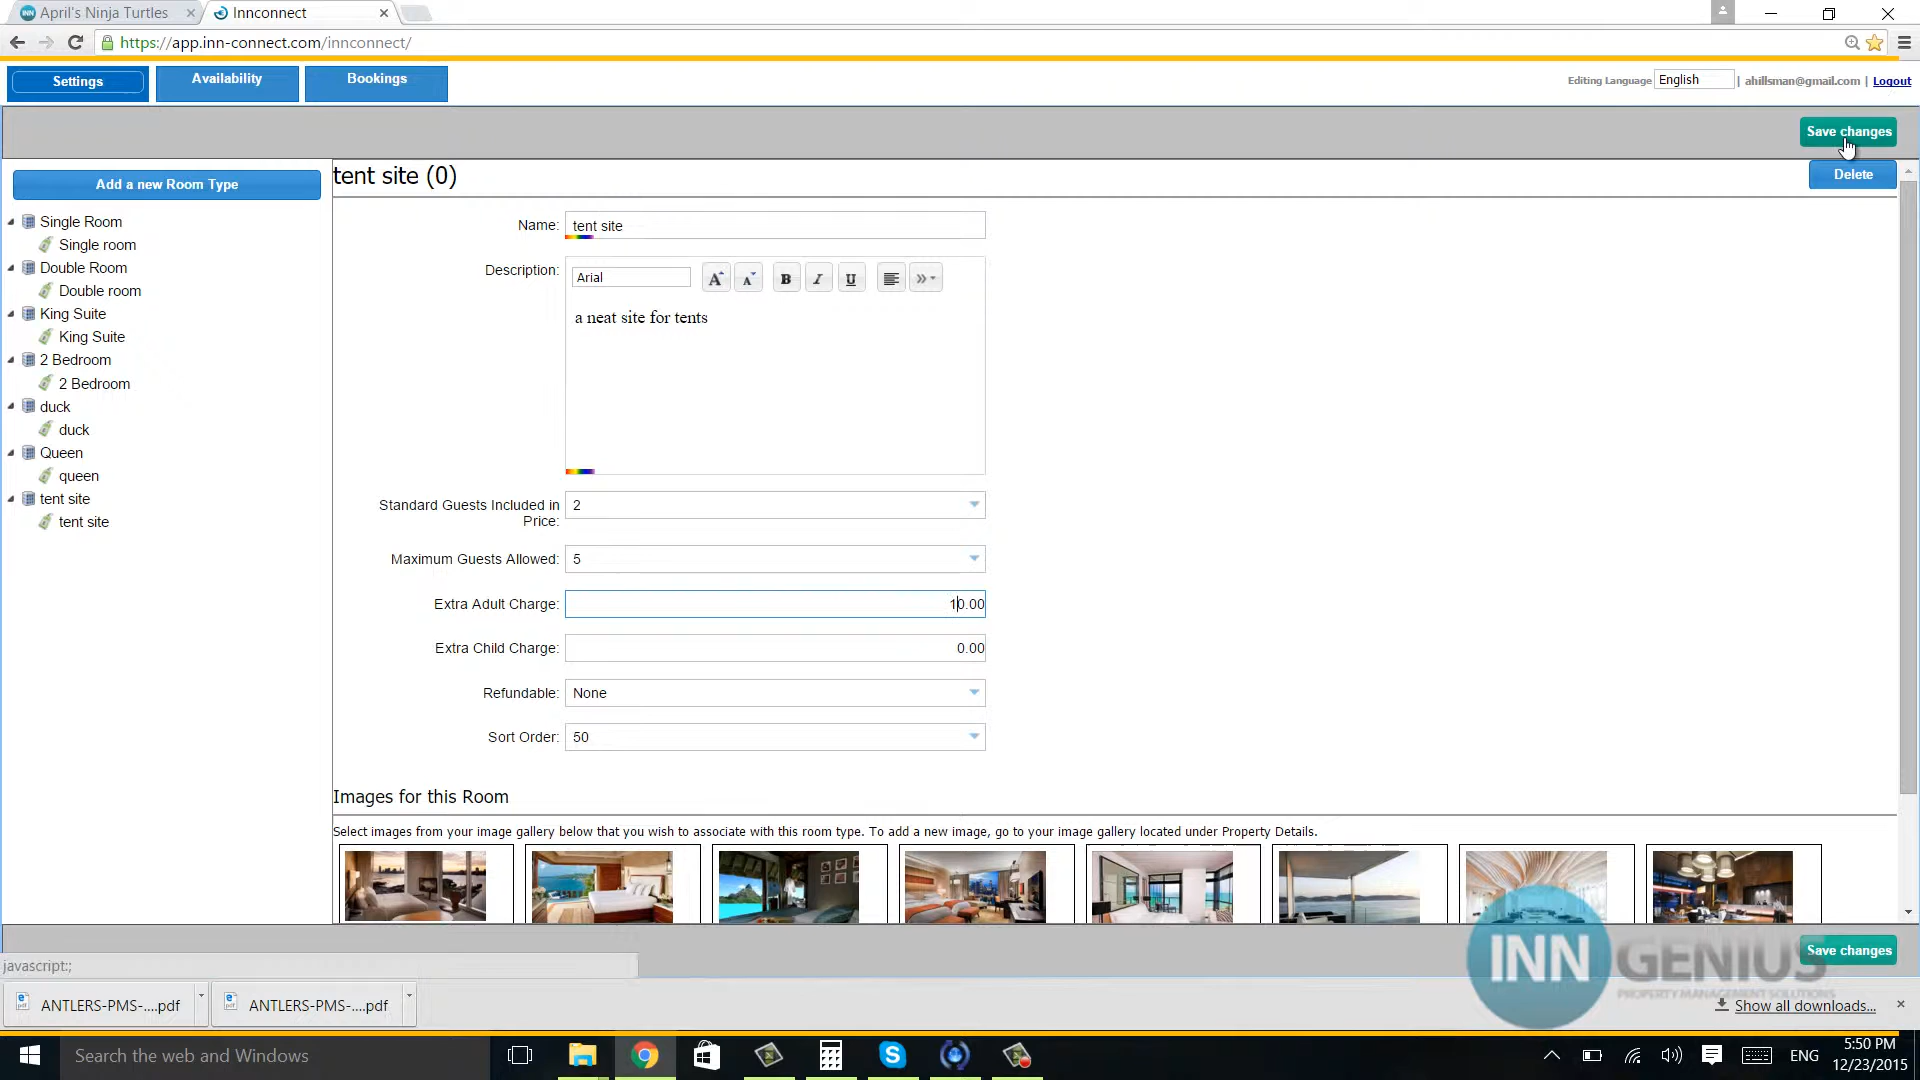 April's Ninja Turtles
Innconnect
https://app.inn-connect.com/innconnect/
Settings
Availability
Bookings
Editing Language English | ahillsman@gmail.com | Logout
Save changes
Add a new Room Type
tent site (0)
Delete
Single Room
Single room
Double Room
Double room
King Suite
King Suite
2 Bedroom
2 Bedroom
duck
duck
Queen
queen
tent site
tent site
Name: tent site
Description: Arial
A A B I U
a neat site for tents
Standard Guests Included in
Price: 2
Maximum Guests Allowed: 5
Extra Adult Charge: 10.00
Extra Child Charge: 0.00
Refundable: None
Sort Order: 50
Images for this Room
Select images from your image gallery below that you wish to associate with this room type. To add a new image, go to your image gallery located under Property Details.
Save changes
INN GENIUS
PROPERTY MANAGEMENT SOLUTIONS
javascript:;
ANTLERS-PMS-....pdf
ANTLERS-PMS-....pdf
Show all downloads...
Search the web and Windows
ENG
5:50 PM
12/23/2015